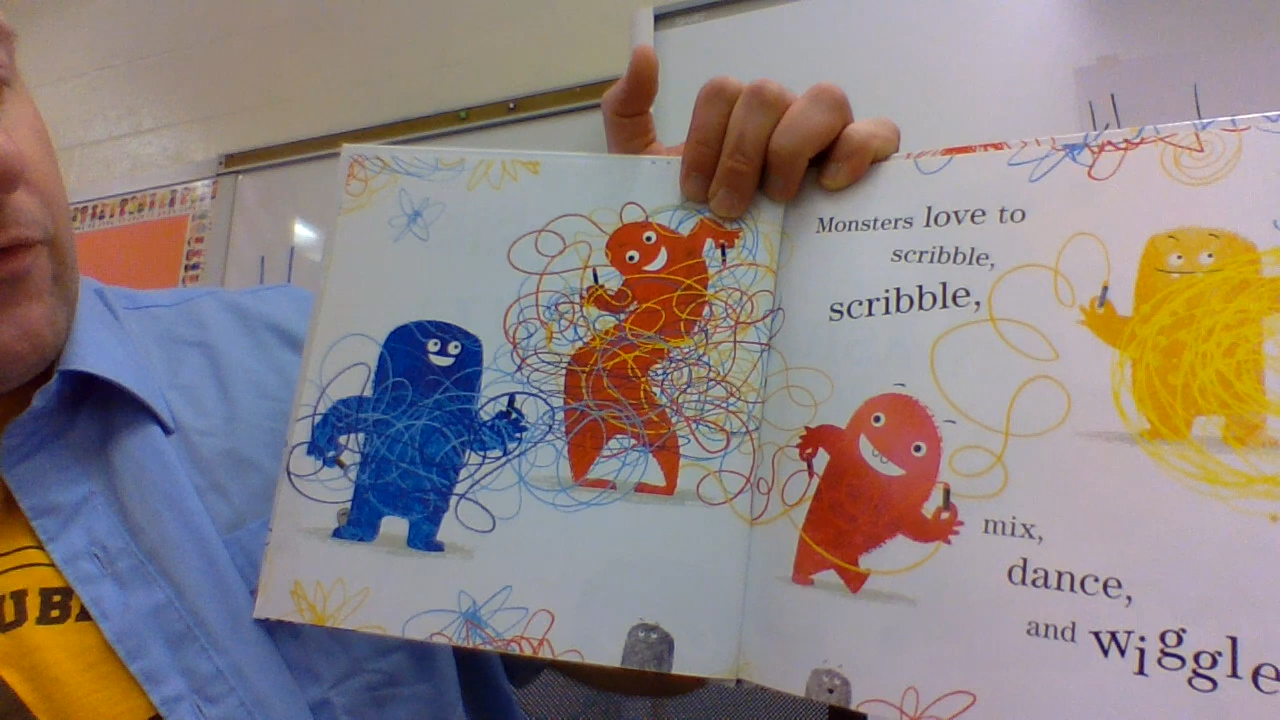 Monsters love to
scribble,
scribble,
mix,
dance,
and wiggle